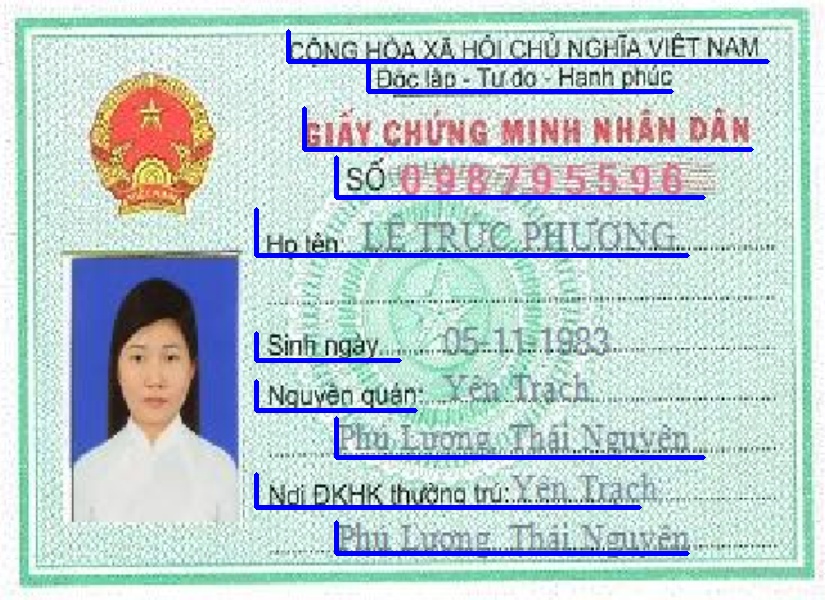 CỘNG HÒA XÃ HỘI CHỦ NGHĨA VIỆT NAM
Độc lập - Tự do - Hạnh phúc
GIẤY CHỨNG MINH NHÂN DÂN
SỐ 098795596
Họ tên: LÊ TRÚC PHƯƠNG
Sinh ngày 05-11-1983
Nguyên quán: Yên Trạch
Phú Lương, Thái Nguyên
Nơi ĐKHK thường trú: Yên Trạch
Phú Lương, Thái Nguyên